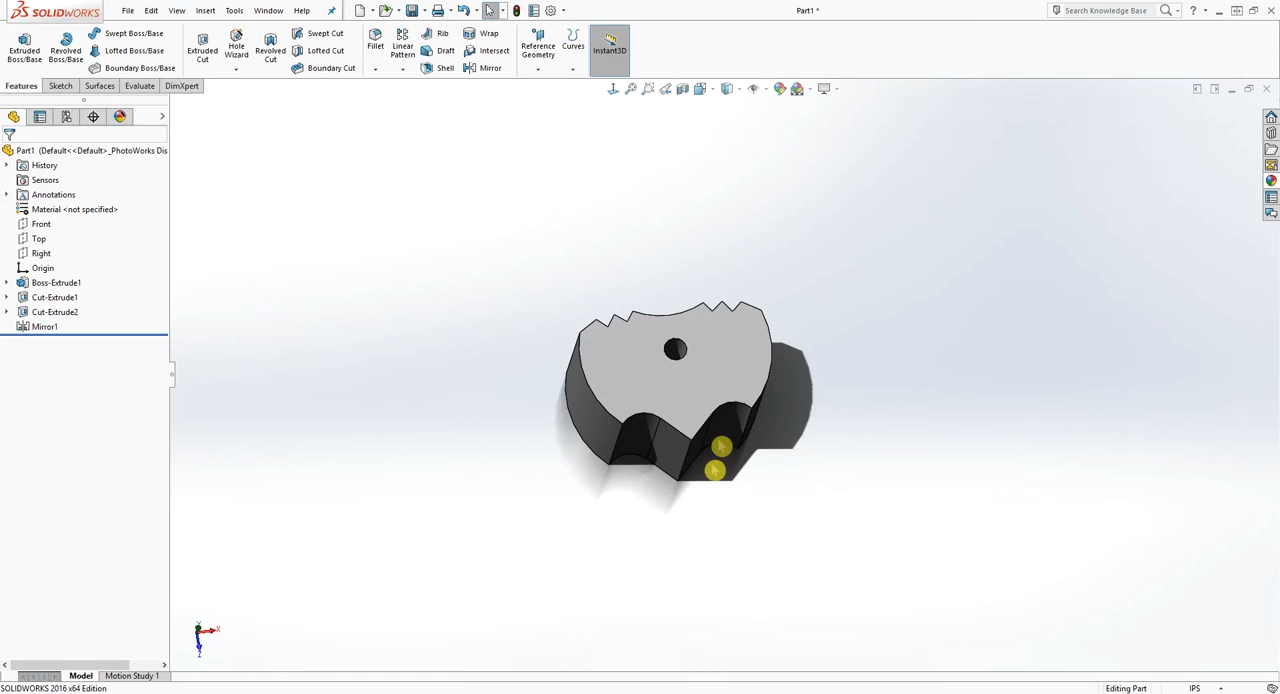 SOLIDWORKS
File Edit View Insert Tools Window Help
Part1 *
Search Knowledge Base
Extruded Boss/Base
Revolved Boss/Base
Swept Boss/Base
Lofted Boss/Base
Boundary Boss/Base
Extruded Cut
Hole Wizard
Revolved Cut
Swept Cut
Lofted Cut
Boundary Cut
Fillet
Linear Pattern
Rib
Draft
Shell
Wrap
Intersect
Mirror
Reference Geometry
Curves
Instant3D
Features Sketch Surfaces Evaluate DimXpert
Part1 (Default<<Default>_PhotoWorks Dis
History
Sensors
Annotations
Material <not specified>
Front
Top
Right
Origin
Boss-Extrude1
Cut-Extrude1
Cut-Extrude2
Mirror1
Y
X
Z
Model Motion Study 1
SOLIDWORKS 2016 x64 Edition
Editing Part
IPS